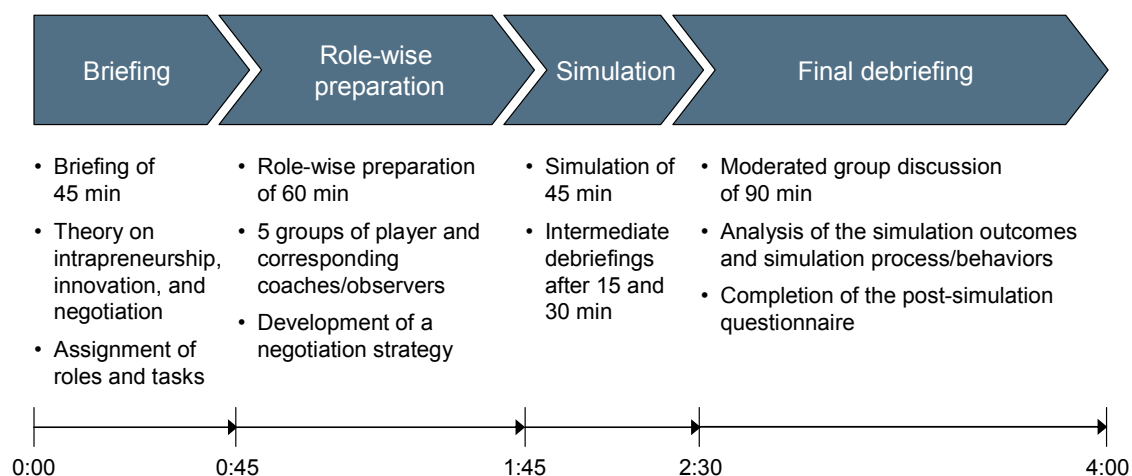 Briefing
Role-wise
preparation
Simulation
Final debriefing
• Briefing of
45 min
• Theory on
intrapreneurship,
innovation, and
negotiation
• Assignment of
roles and tasks
• Role-wise preparation
of 60 min
• 5 groups of player and
corresponding
coaches/observers
• Development of a
negotiation strategy
• Simulation of
45 min
• Intermediate
debriefings
after 15 and
30 min
• Moderated group discussion
of 90 min
• Analysis of the simulation outcomes
and simulation process/behaviors
• Completion of the post-simulation
questionnaire
0:00
0:45
1:45
2:30
4:00